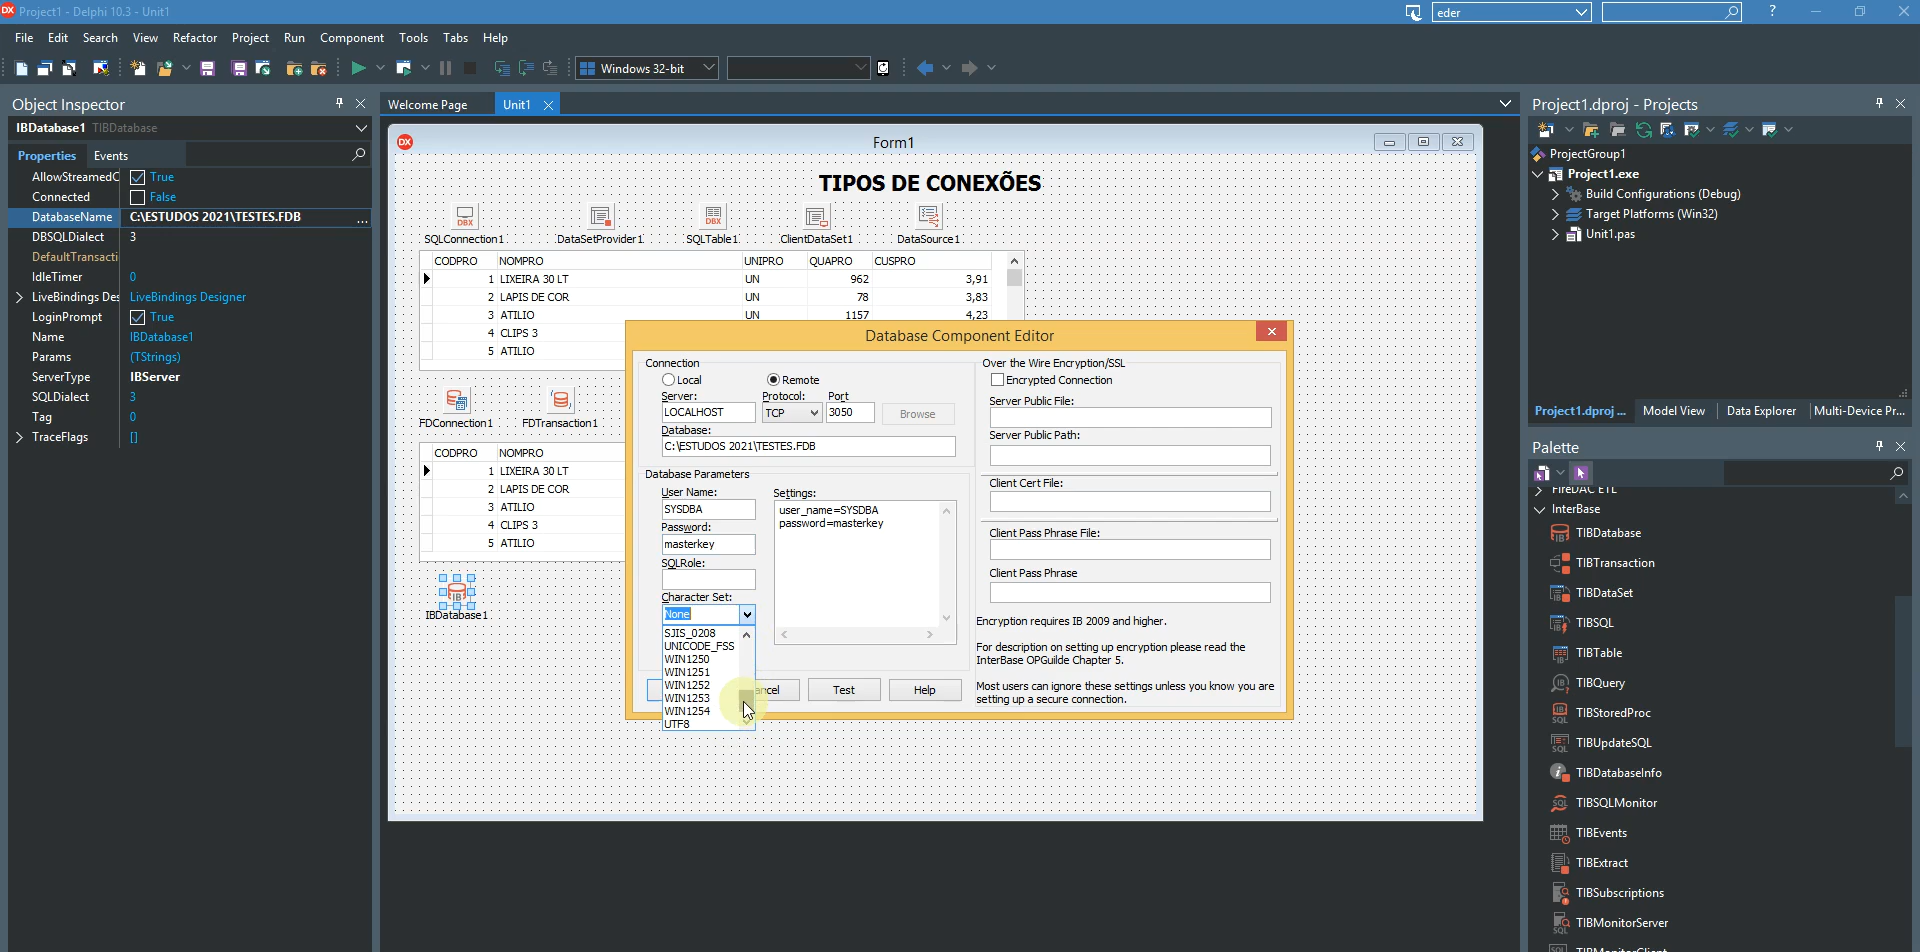 Project1 - Delphi 10.3 - Unit1
eder
?
File Edit Search View Refactor Project Run Component Tools Tabs Help
Windows 32-bit
Object Inspector
IBDatabase1 TIBDatabase
Properties Events
AllowStreamedC True
Connected False
DatabaseName C:\ESTUDOS 2021\TESTES.FDB ...
DBSQLDialect 3
DefaultTransacti
IdleTimer 0
LiveBindings Des LiveBindings Designer
LoginPrompt True
Name IBDatabase1
Params (TStrings)
ServerType IBServer
SQLDialect 3
Tag 0
TraceFlags []
Welcome Page Unit1
Form1
TIPOS DE CONEXÕES
DBX DBX
SQLConnection1 DataSetProvider1 SQLTable1 ClientDataSet1 DataSource1
CODPRO NOMPRO UNIPRO QUAPRO CUSPRO
1 LIXEIRA 30 LT UN 962 3,91
2 LAPIS DE COR UN 78 3,83
3 ATILIO UN 1157 4,23
4 CLIPS 3
5 ATILIO
FDConnection1 FDTransaction1
CODPRO NOMPRO
1 LIXEIRA 30 LT
2 LAPIS DE COR
3 ATILIO
4 CLIPS 3
5 ATILIO
IB
IBDatabase1
Database Component Editor
Connection
Local Remote
Server: Protocol: Port
LOCALHOST TCP 3050 Browse
Database:
C:\ESTUDOS 2021\TESTES.FDB
Database Parameters
User Name: Settings:
SYSDBA user_name=SYSDBA
Password: password=masterkey
masterkey
SQLRole:
Character Set:
None
SJIS_0208
UNICODE_FSS
WIN1250
WIN1251
WIN1252
WIN1253
WIN1254
UTF8
ancel Test Help
Over the Wire Encryption/SSL
Encrypted Connection
Server Public File:
Server Public Path:
Client Cert File:
Client Pass Phrase File:
Client Pass Phrase
Encryption requires IB 2009 and higher.
For description on setting up encryption please read the
InterBase OPGuilde Chapter 5.
Most users can ignore these settings unless you know you are
setting up a secure connection.
Project1.dproj - Projects
ProjectGroup1
Project1.exe
Build Configurations (Debug)
Target Platforms (Win32)
Unit1.pas
Project1.dproj ... Model View Data Explorer Multi-Device Pr...
Palette
FireDAC ETL
InterBase
TIBDatabase
TIBTransaction
TIBDataSet
TIBSQL
TIBTable
TIBQuery
TIBStoredProc
TIBUpdateSQL
TIBDatabaseInfo
TIBSQLMonitor
TIBEvents
TIBExtract
TIBSubscriptions
TIBMonitorServer
TIBMonitorClient